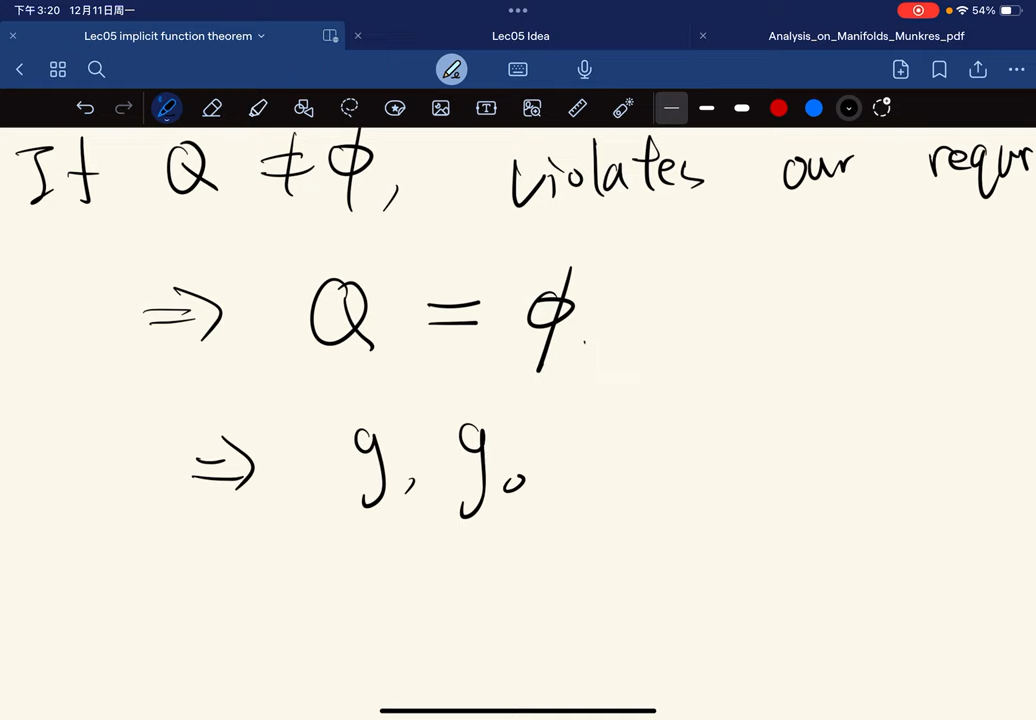 下午3:20 12月11日周一
54%
Lec05 implicit function theorem
Lec05 Idea
Analysis_on_Manifolds_Munkres_pdf
If Q ≠ ϕ, violates our requr
⇒ Q = ϕ.
⇒ g, g₀